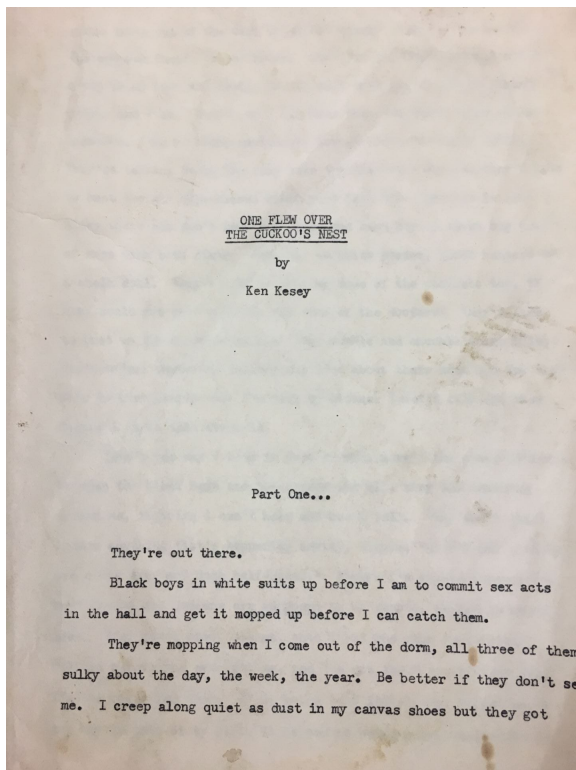 ONE FLEW OVER
THE CUCKOO'S NEST
by
Ken Kesey
Part One...
They're out there.
Black boys in white suits up before I am to commit sex acts
in the hall and get it mopped up before I can catch them.
They're mopping when I come out of the dorm, all three of them
sulky about the day, the week, the year. Be better if they don't se
me. I creep along quiet as dust in my canvas shoes but they got